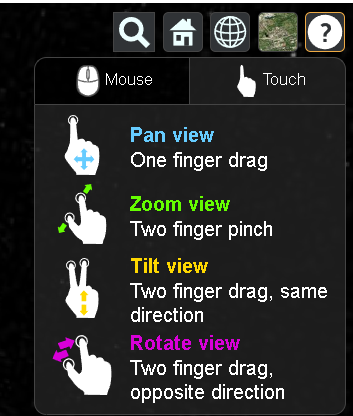 ?
Mouse
Touch
Pan view
One finger drag
Zoom view
Two finger pinch
Tilt view
Two finger drag, same
direction
Rotate view
Two finger drag,
opposite direction